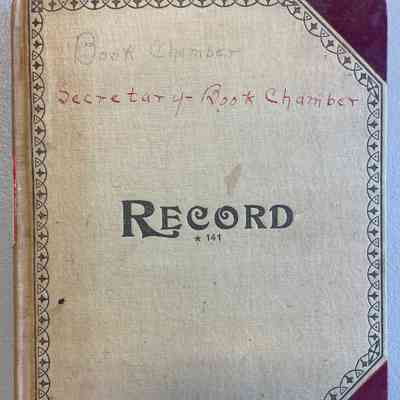 Book Chamber
Secretary - Book Chamber
RECORD
★ 141